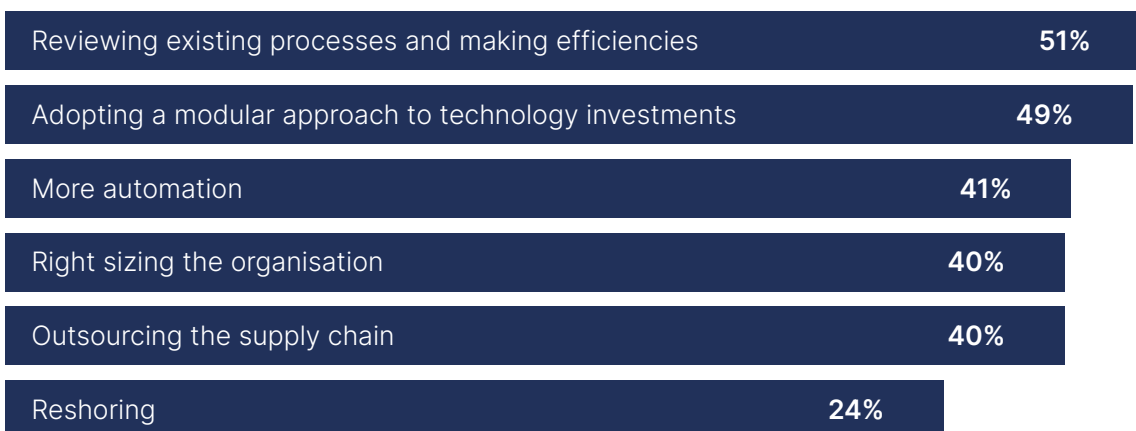 Reviewing existing processes and making efficiencies 51%
Adopting a modular approach to technology investments 49%
More automation 41%
Right sizing the organisation 40%
Outsourcing the supply chain 40%
Reshoring 24%